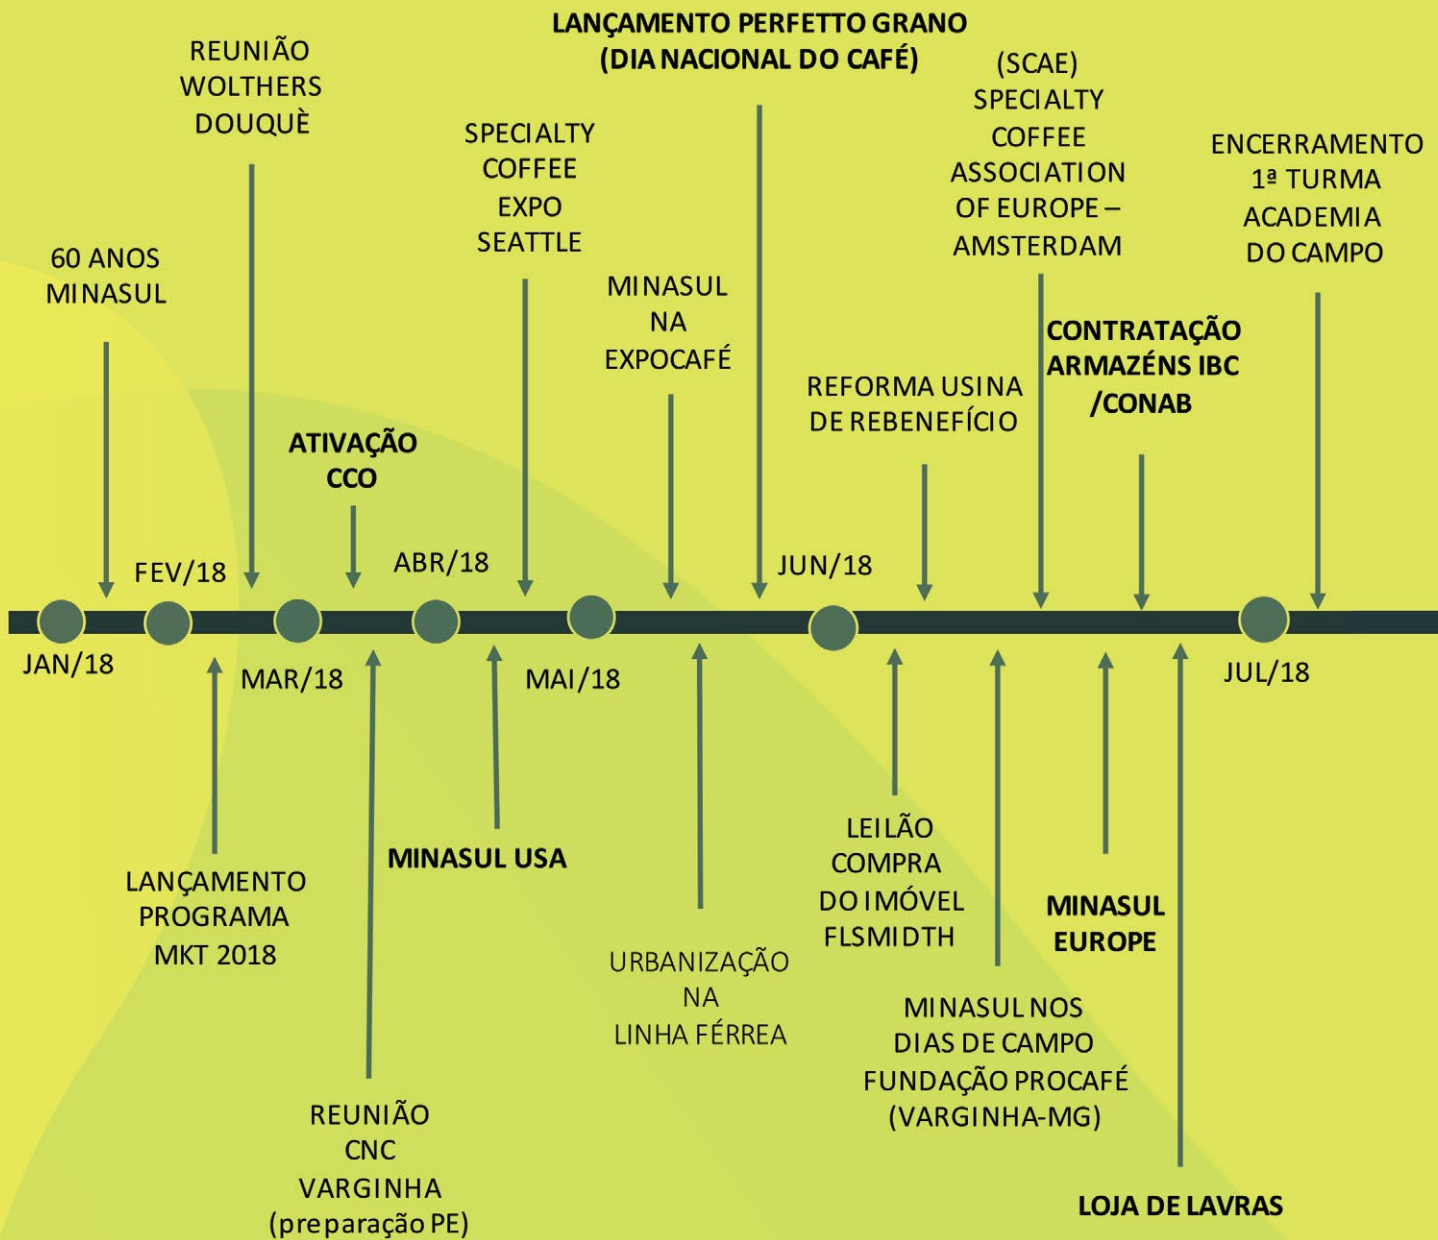 LANÇAMENTO PERFETTO GRANO
(DIA NACIONAL DO CAFÉ)
REUNIÃO
WOLTHERS
DOUQUÈ
(SCAE)
SPECIALTY
COFFEE
ASSOCIATION
OF EUROPE –
AMSTERDAM
SPECIALTY
COFFEE
EXPO
SEATTLE
ENCERRAMENTO
1ª TURMA
ACADEMIA
DO CAMPO
60 ANOS
MINASUL
MINASUL
NA
EXPOCAFÉ
CONTRATAÇÃO
ARMAZÉNS IBC
/CONAB
REFORMA USINA
DE REBENEFÍCIO
ATIVAÇÃO
CCO
FEV/18
ABR/18
JUN/18
JAN/18
MAR/18
MAI/18
JUL/18
LANÇAMENTO
PROGRAMA
MKT 2018
MINASUL USA
LEILÃO
COMPRA
DO IMÓVEL
FLSMIDTH
MINASUL
EUROPE
URBANIZAÇÃO
NA
LINHA FÉRREA
MINASUL NOS
DIAS DE CAMPO
FUNDAÇÃO PROCAFÉ
(VARGINHA-MG)
REUNIÃO
CNC
VARGINHA
(preparação PE)
LOJA DE LAVRAS